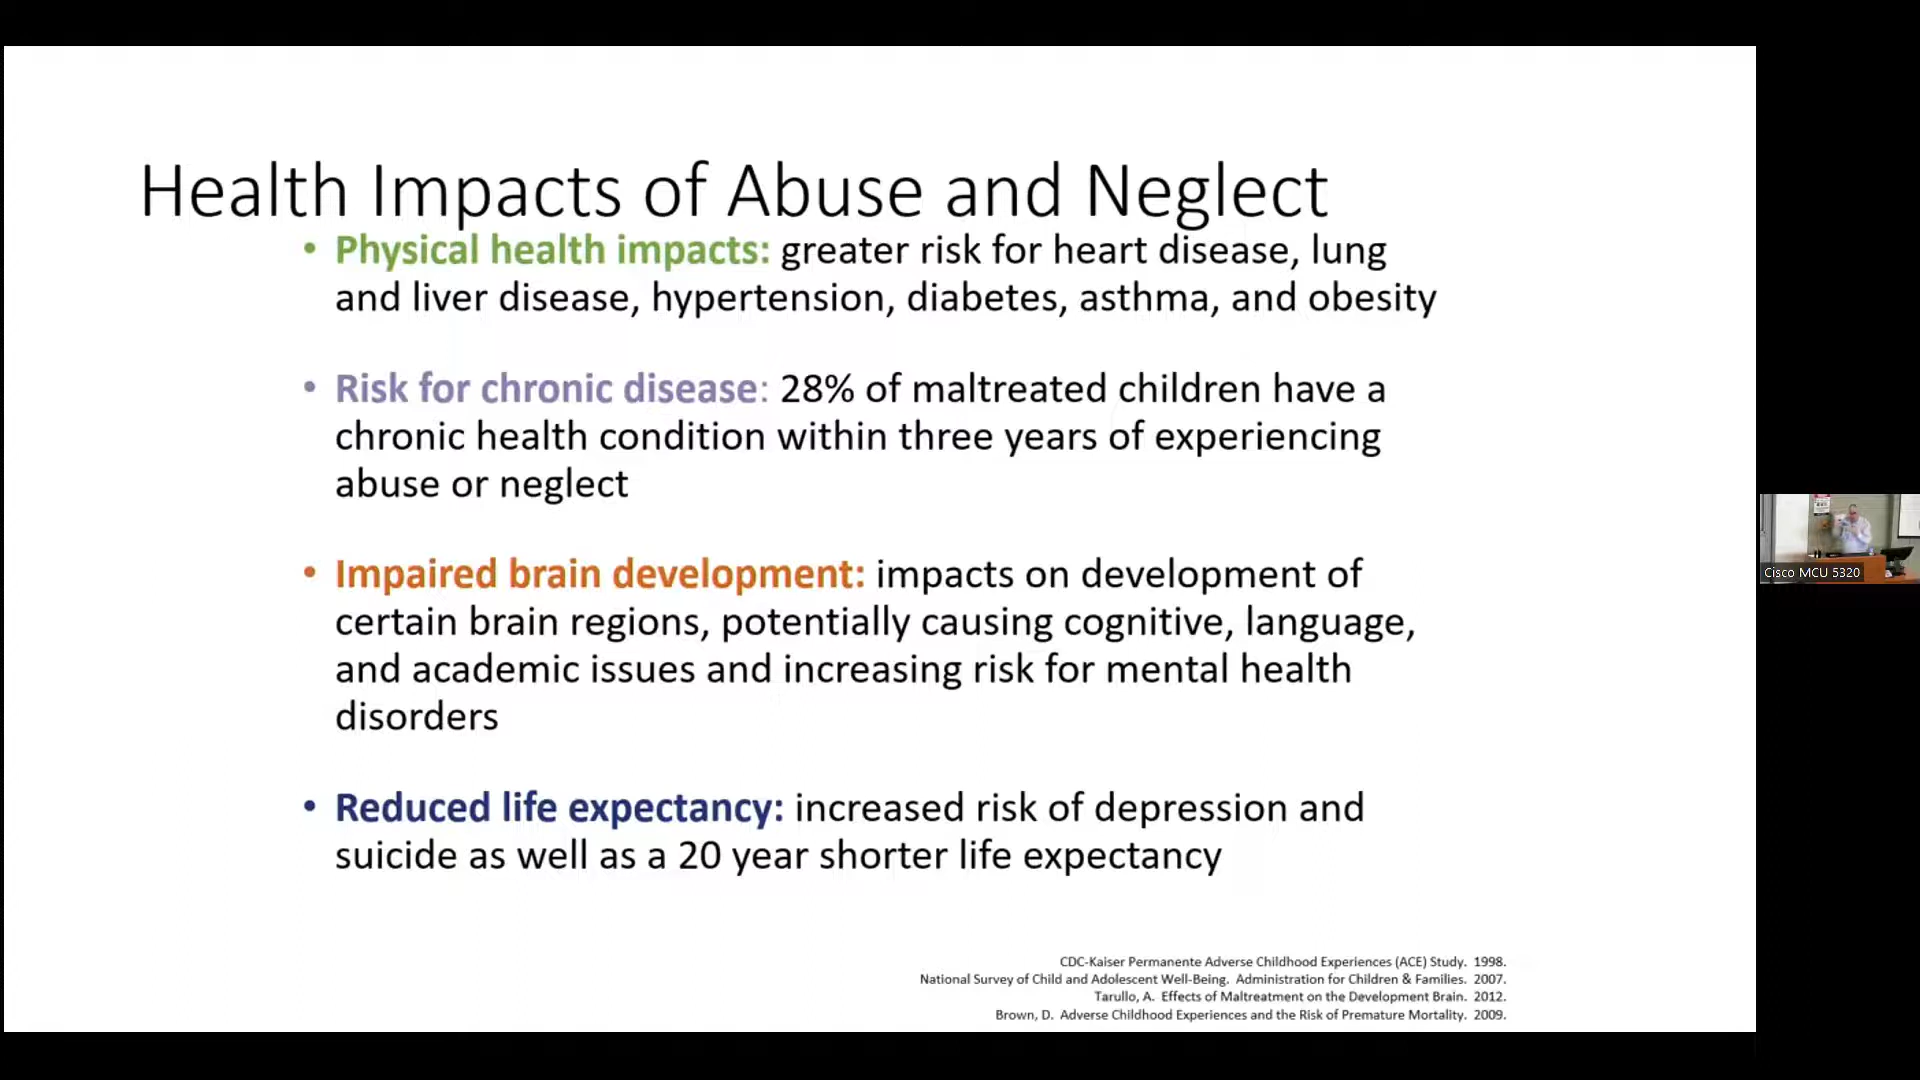 Health Impacts of Abuse and Neglect
• Physical health impacts: greater risk for heart disease, lung
and liver disease, hypertension, diabetes, asthma, and obesity
• Risk for chronic disease: 28% of maltreated children have a
chronic health condition within three years of experiencing
abuse or neglect
• Impaired brain development: impacts on development of
certain brain regions, potentially causing cognitive, language,
and academic issues and increasing risk for mental health
disorders
• Reduced life expectancy: increased risk of depression and
suicide as well as a 20 year shorter life expectancy
CDC-Kaiser Permanente Adverse Childhood Experiences (ACE) Study. 1998.
National Survey of Child and Adolescent Well-Being. Administration for Children & Families. 2007.
Tarullo, A. Effects of Maltreatment on the Development Brain. 2012.
Brown, D. Adverse Childhood Experiences and the Risk of Premature Mortality. 2009.
Cisco MCU 5320